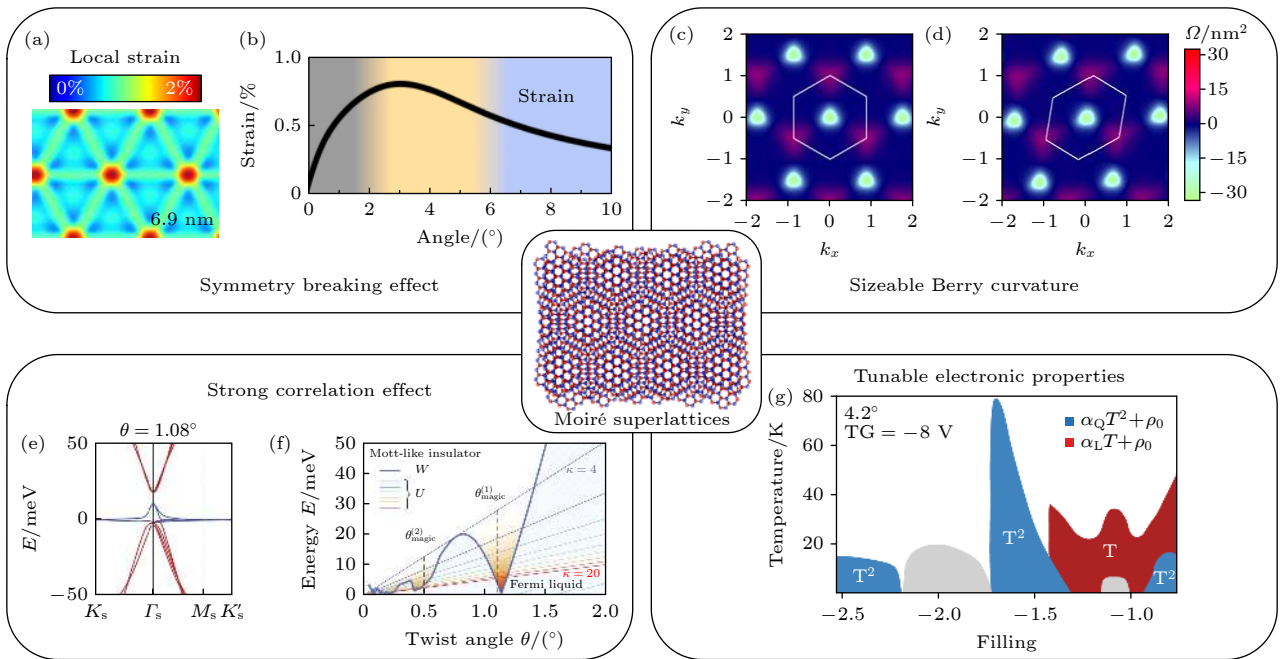 (a)
Local strain
0%
2%
6.9 nm
(b)
Strain/%
1.0
0.5
0
Strain
0
2
4
6
8
10
Angle/(°)
Symmetry breaking effect
(c)
k_y
2
1
0
−1
−2
−2
−1
0
1
2
k_x
(d)
k_y
2
1
0
−1
−2
−2
−1
0
1
2
k_x
Ω/nm²
30
15
0
−15
−30
Sizeable Berry curvature
Moiré superlattices
Strong correlation effect
(e)
θ = 1.08°
E/meV
50
0
−50
K_s
Γ_s
M_s
K′_s
(f)
Energy E/meV
50
40
30
20
10
0
Mott-like insulator
W
U
θ_magic^(1)
θ_magic^(2)
κ = 4
κ = 20
Fermi liquid
0
0.5
1.0
1.5
2.0
Twist angle θ/(°)
Tunable electronic properties
(g)
Temperature/K
80
60
40
20
4.2°
TG = −8 V
α_Q T² + ρ₀
α_L T + ρ₀
T²
T²
T
T²
−2.5
−2.0
−1.5
−1.0
Filling